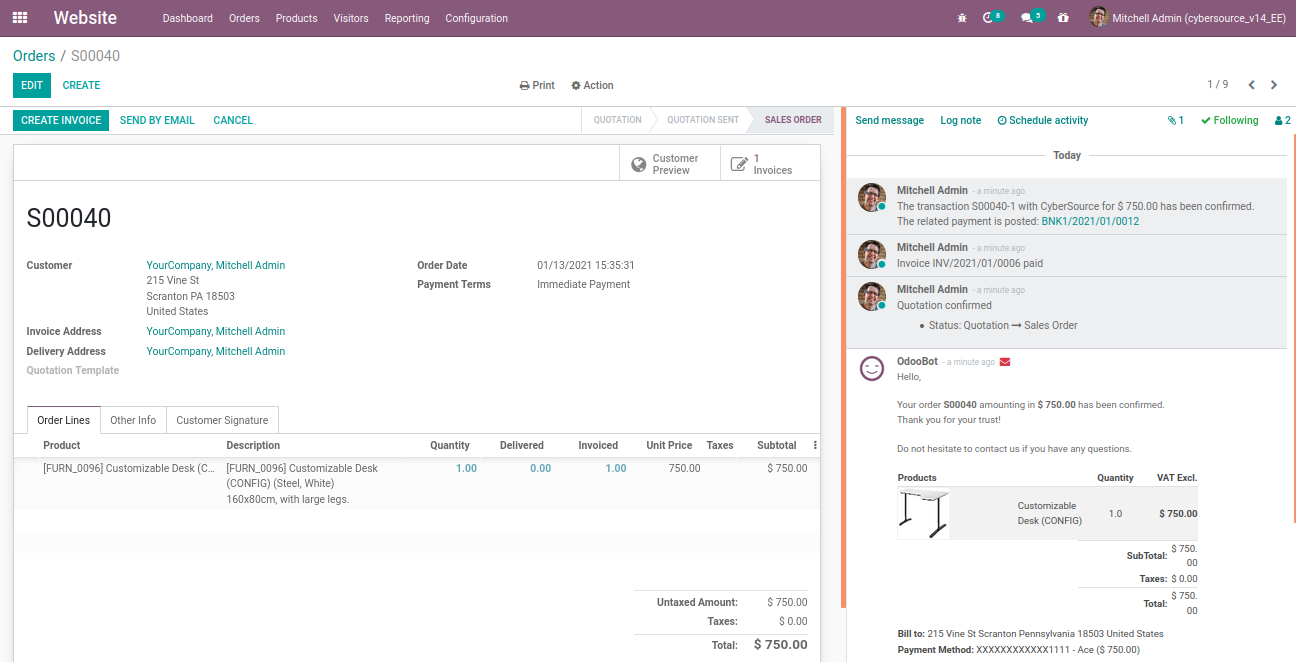 Website
Dashboard Orders Products Visitors Reporting Configuration
8 5 Mitchell Admin (cybersource_v14_EE)
Orders / S00040
EDIT CREATE
Print Action
1 / 9
CREATE INVOICE SEND BY EMAIL CANCEL
QUOTATION QUOTATION SENT SALES ORDER
Customer Preview
1 Invoices
S00040
Customer YourCompany, Mitchell Admin
215 Vine St
Scranton PA 18503
United States
Invoice Address YourCompany, Mitchell Admin
Delivery Address YourCompany, Mitchell Admin
Quotation Template
Order Date 01/13/2021 15:35:31
Payment Terms Immediate Payment
Order Lines Other Info Customer Signature
Product Description Quantity Delivered Invoiced Unit Price Taxes Subtotal
[FURN_0096] Customizable Desk (C... [FURN_0096] Customizable Desk 1.00 0.00 1.00 750.00 $ 750.00
(CONFIG) (Steel, White)
160x80cm, with large legs.
Untaxed Amount: $ 750.00
Taxes: $ 0.00
Total: $ 750.00
Send message Log note Schedule activity 1 Following 2
Today
Mitchell Admin - a minute ago
The transaction S00040-1 with CyberSource for $ 750.00 has been confirmed.
The related payment is posted: BNK1/2021/01/0012
Mitchell Admin - a minute ago
Invoice INV/2021/01/0006 paid
Mitchell Admin - a minute ago
Quotation confirmed
• Status: Quotation ⟶ Sales Order
OdooBot - a minute ago
Hello,
Your order S00040 amounting in $ 750.00 has been confirmed.
Thank you for your trust!
Do not hesitate to contact us if you have any questions.
Products Quantity VAT Excl.
Customizable
Desk (CONFIG) 1.0 $ 750.00
SubTotal: $ 750.
00
Taxes: $ 0.00
Total: $ 750.
00
Bill to: 215 Vine St Scranton Pennsylvania 18503 United States
Payment Method: XXXXXXXXXXXX1111 - Ace ($ 750.00)